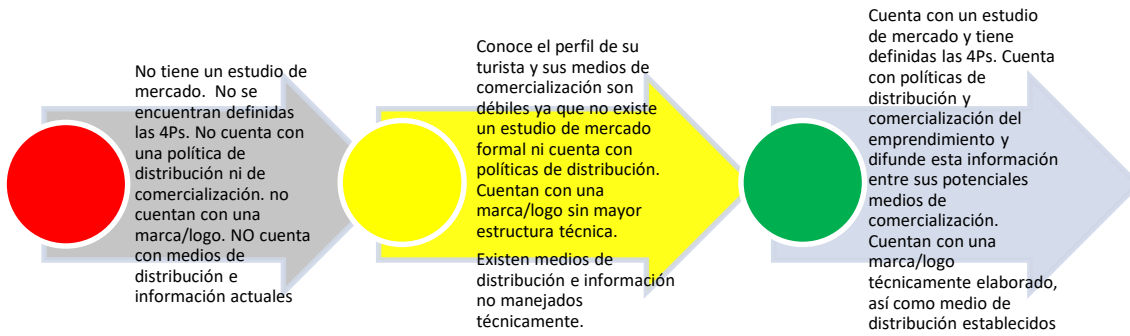 No tiene un estudio de
mercado. No se
encuentran definidas
las 4Ps. No cuenta con
una política de
distribución ni de
comercialización. no
cuentan con una
marca/logo. NO cuenta
con medios de
distribución e
información actuales
Conoce el perfil de su
turista y sus medios de
comercialización son
débiles ya que no existe
un estudio de mercado
formal ni cuenta con
políticas de distribución.
Cuentan con una
marca/logo sin mayor
estructura técnica.
Existen medios de
distribución e información
no manejados
técnicamente.
Cuenta con un estudio
de mercado y tiene
definidas las 4Ps. Cuenta
con políticas de
distribución y
comercialización del
emprendimiento y
difunde esta información
entre sus potenciales
medios de
comercialización.
Cuentan con una
marca/logo
técnicamente elaborado,
así como medio de
distribución establecidos